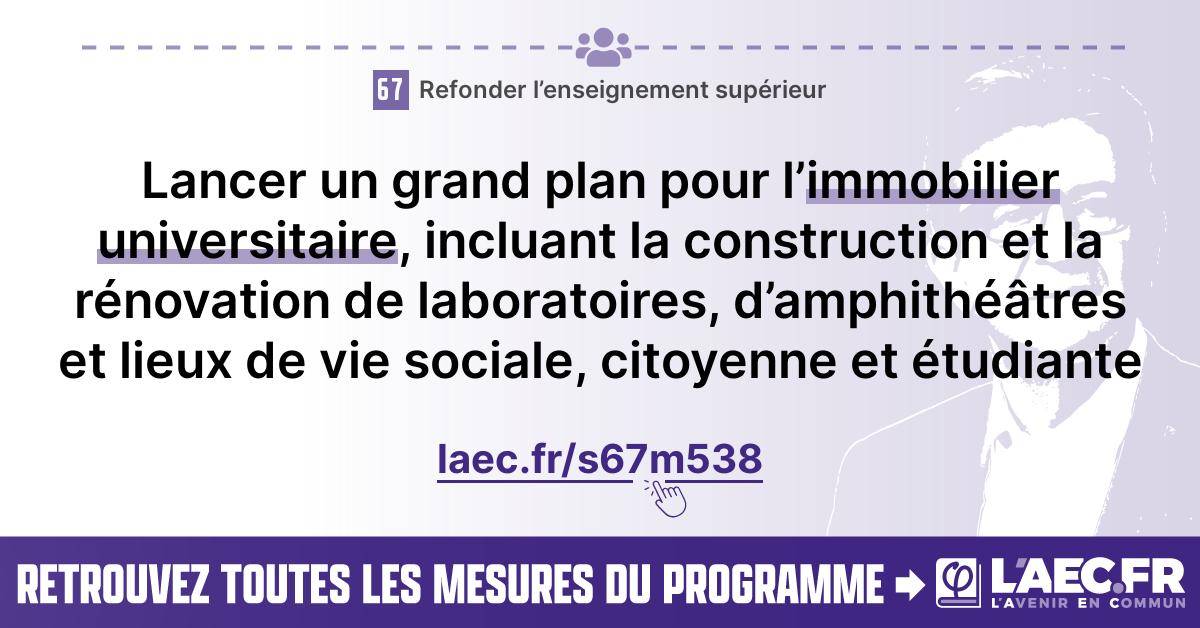 67 Refonder l’enseignement supérieur
Lancer un grand plan pour l’immobilier
universitaire, incluant la construction et la
rénovation de laboratoires, d’amphithéâtres
et lieux de vie sociale, citoyenne et étudiante
laec.fr/s67m538
RETROUVEZ TOUTES LES MESURES DU PROGRAMME φ L'AEC.FR
L'AVENIR EN COMMUN